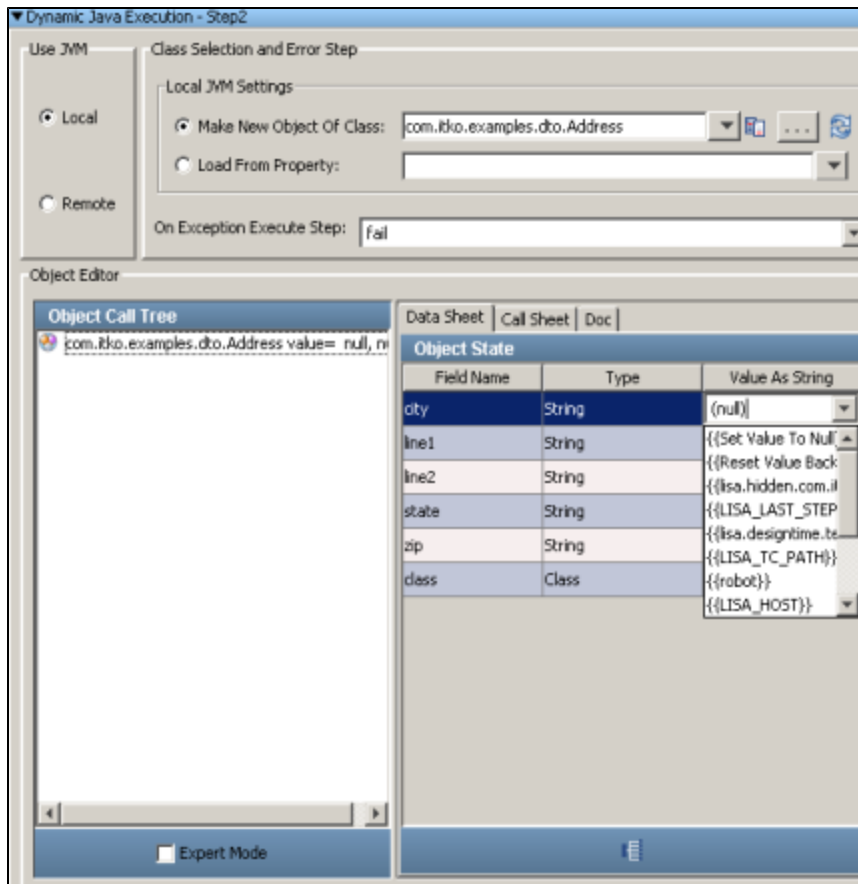 Dynamic Java Execution - Step2
Use JVM
Class Selection and Error Step
Local JVM Settings
Local
Make New Object Of Class: com.itko.examples.dto.Address ...
Load From Property:
Remote
On Exception Execute Step: fail
Object Editor
Object Call Tree
Data Sheet Call Sheet Doc
com.itko.examples.dto.Address value= null,
Object State
Field Name Type Value As String
city String (null)
{{Set Value To Null
line1 String
{{Reset Value Back
line2 String
{{lisa.hidden.com.i
{{LISA_LAST_STEP
state String
{{lisa.designtime.te
zip String
{{LISA_TC_PATH}}
class Class
{{robot}}
{{LISA_HOST}}
Expert Mode